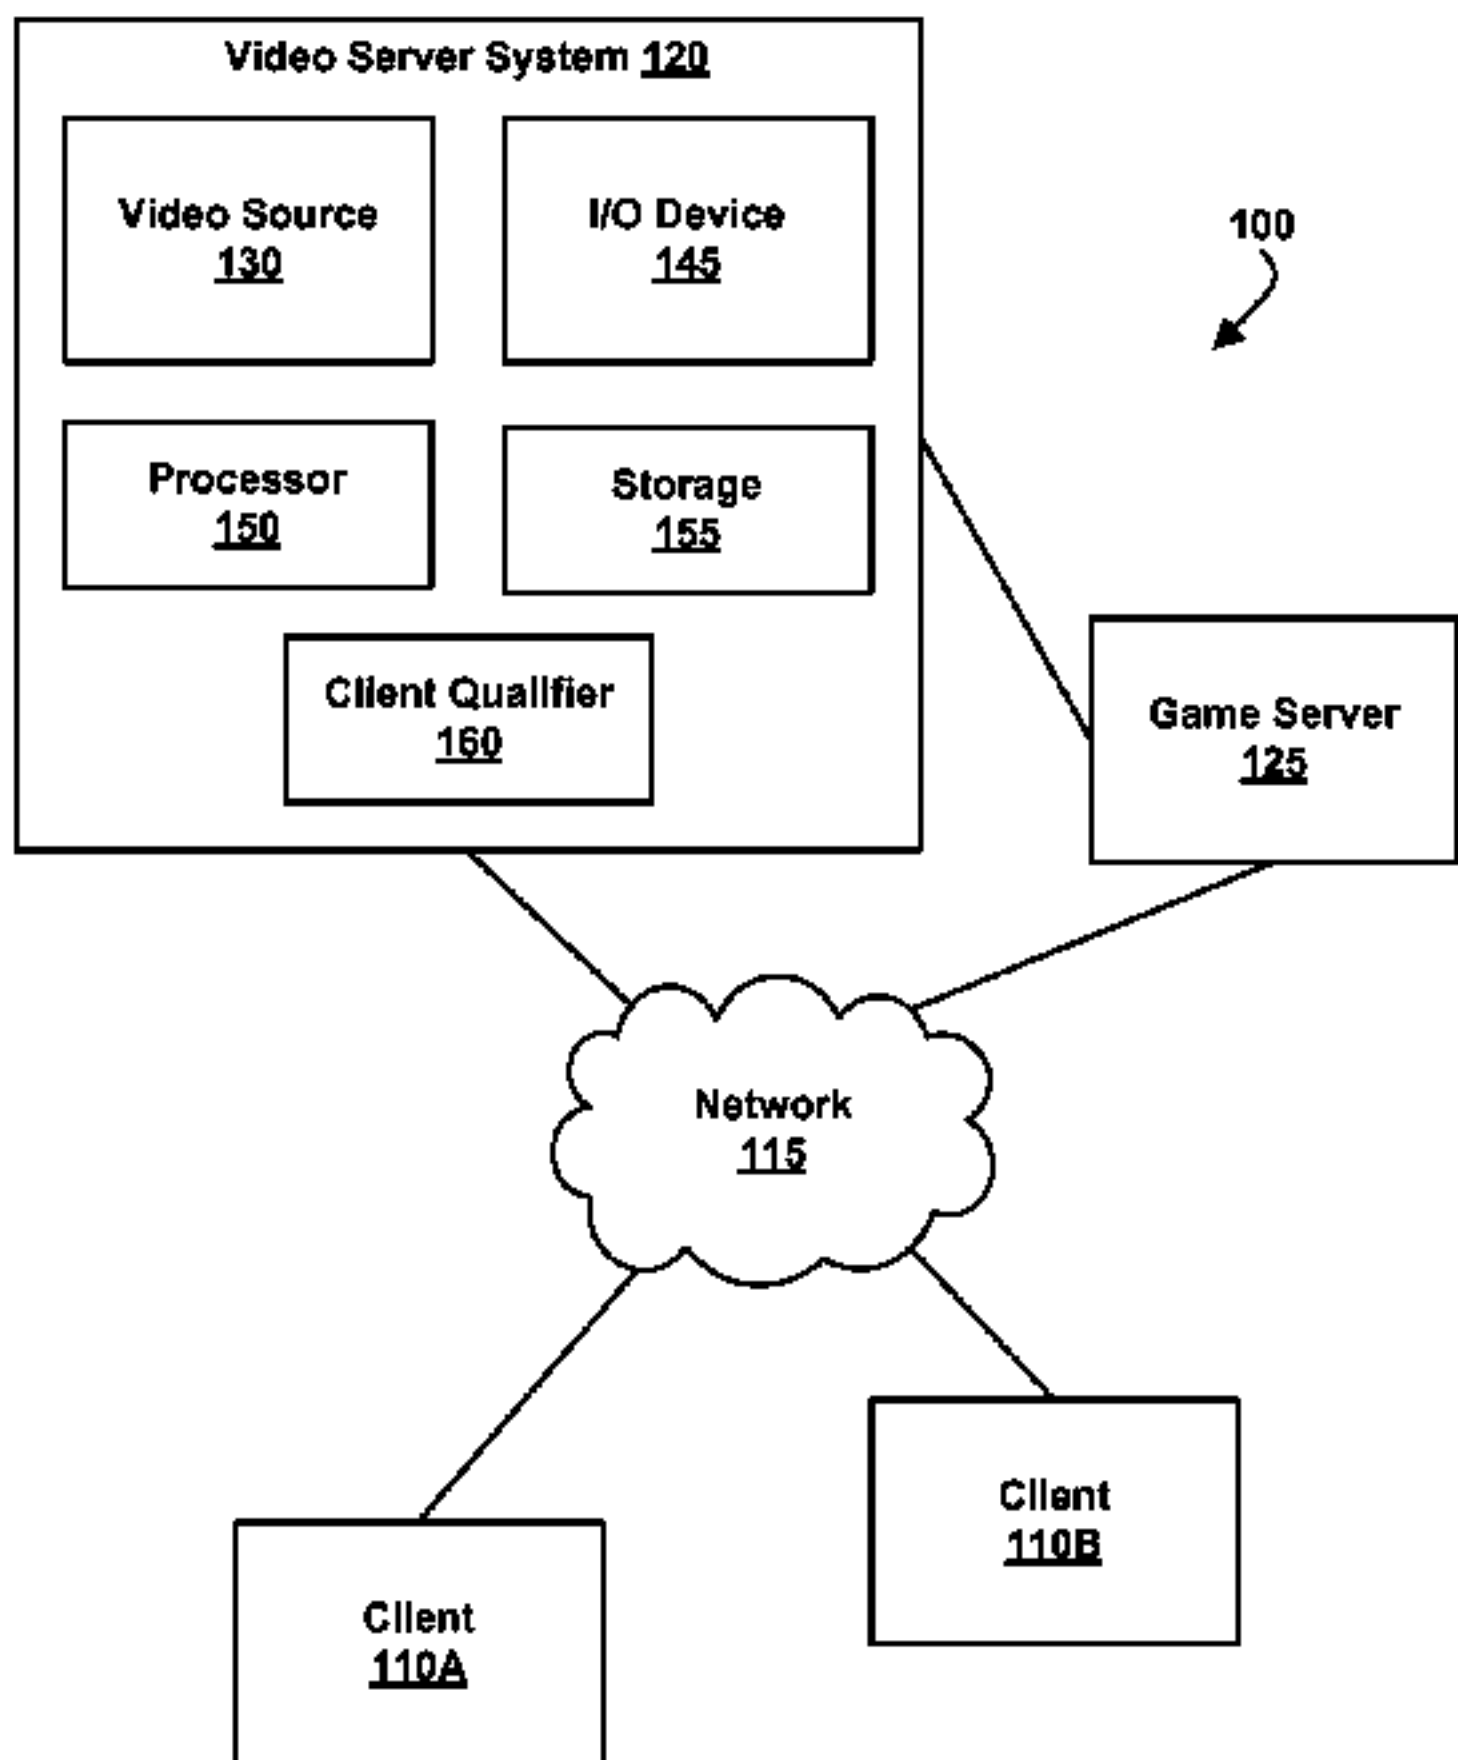 Video Server System 120
Video Source
130
I/O Device
145
100
Processor
150
Storage
155
Client Qualifier
160
Game Server
125
Network
115
Client
110B
Client
110A